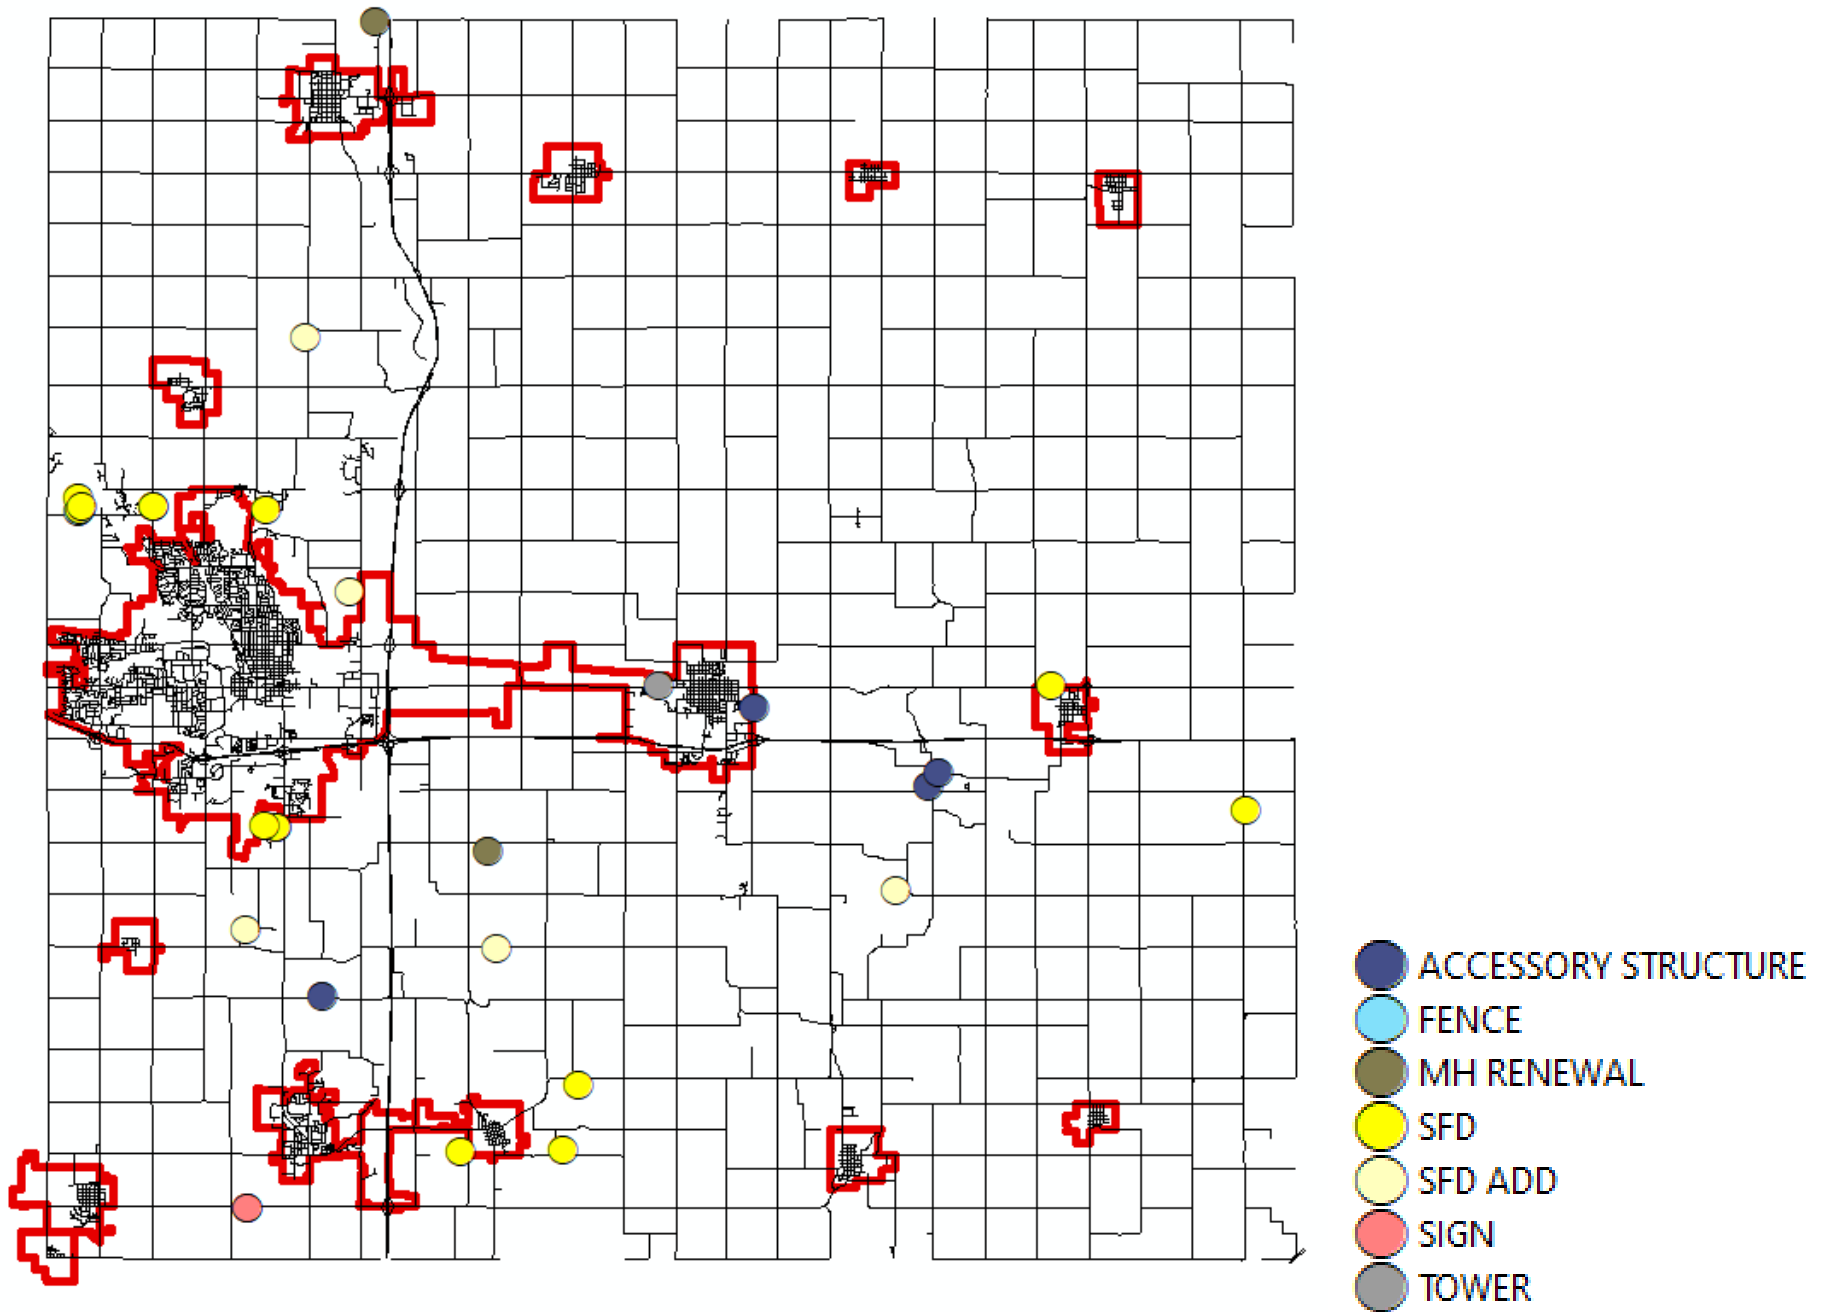 ACCESSORY STRUCTURE
FENCE
MH RENEWAL
SFD
SFD ADD
SIGN
TOWER